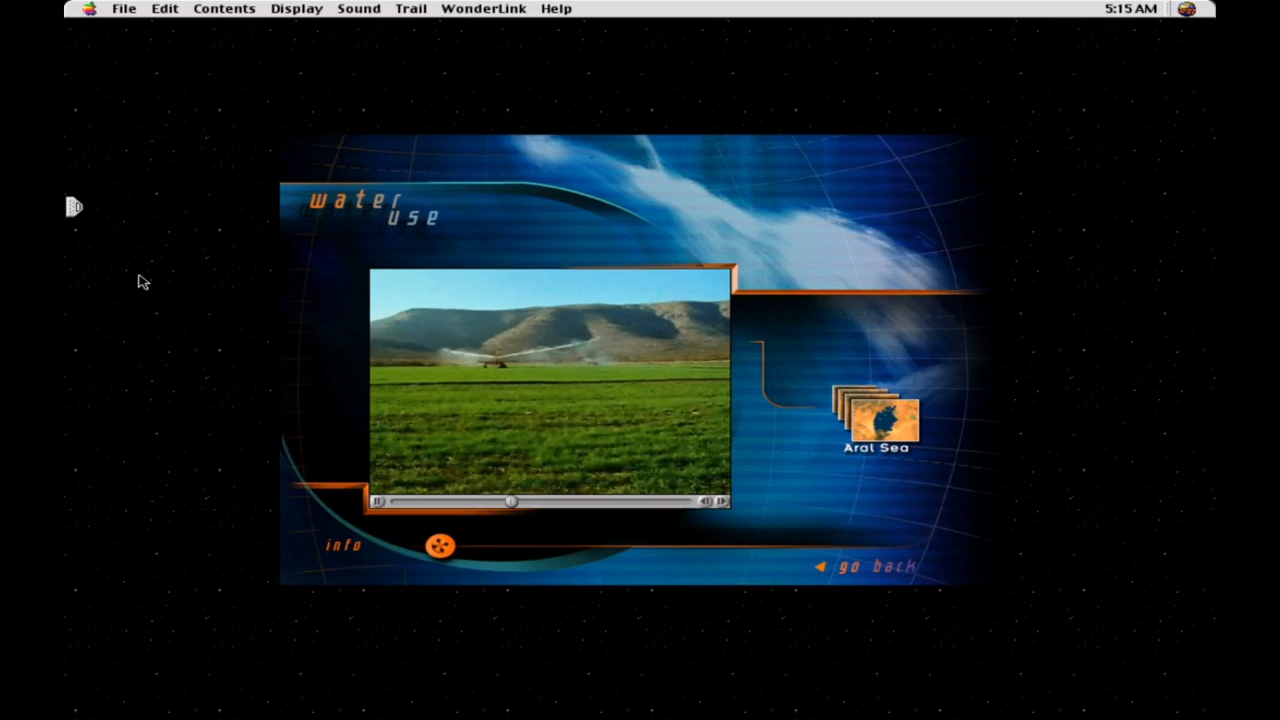 File Edit Contents Display Sound Trail WonderLink Help 5:15 AM
water
use
Aral Sea
info
go back